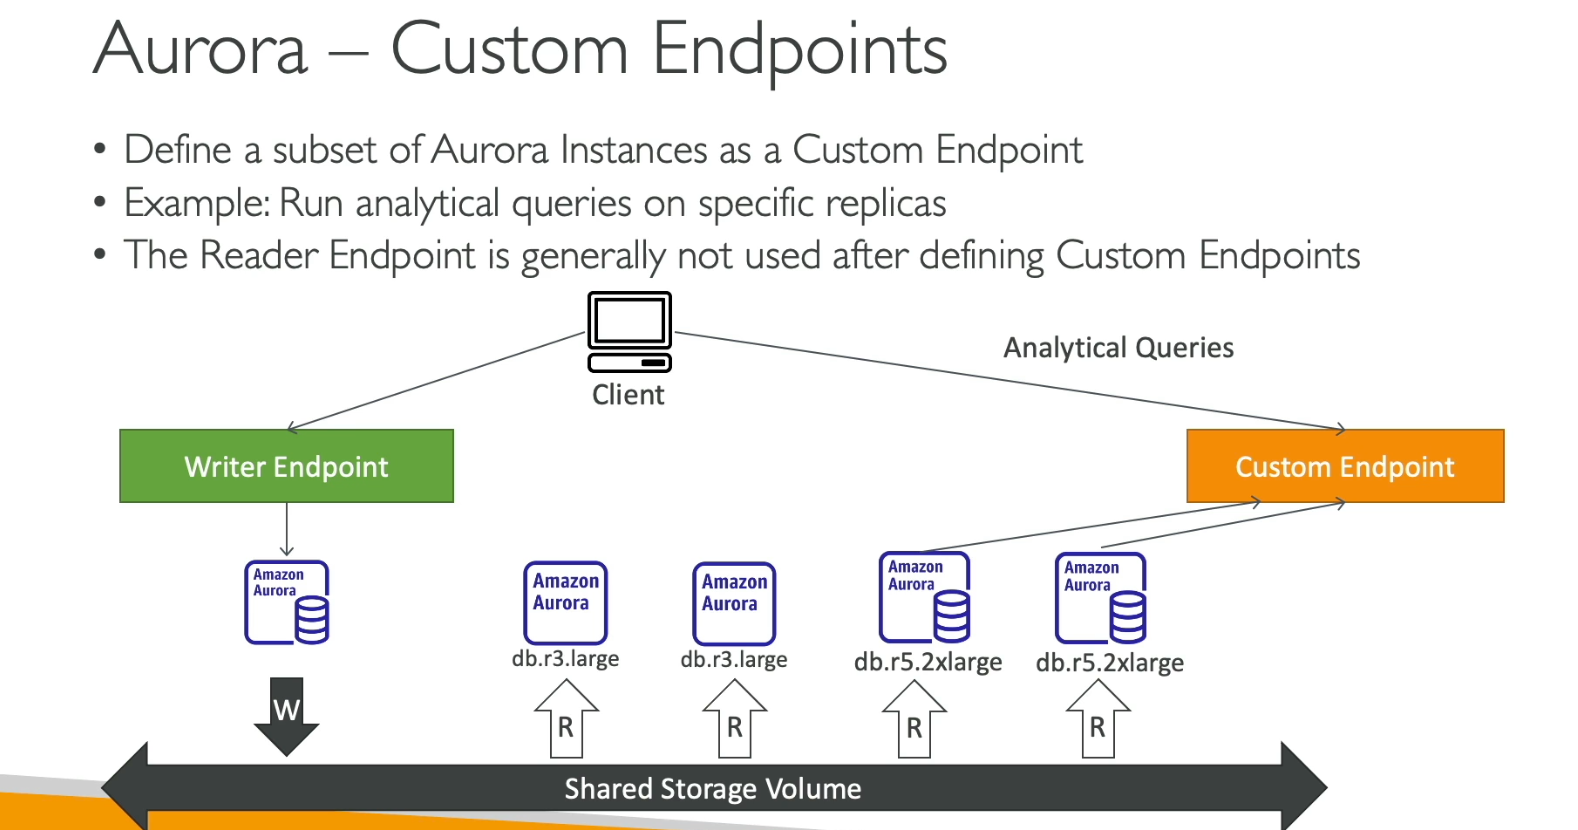 Aurora – Custom Endpoints
• Define a subset of Aurora Instances as a Custom Endpoint
• Example: Run analytical queries on specific replicas
• The Reader Endpoint is generally not used after defining Custom Endpoints
Client
Analytical Queries
Writer Endpoint
Custom Endpoint
Amazon
Aurora
Amazon
Aurora
db.r3.large
Amazon
Aurora
db.r3.large
Amazon
Aurora
db.r5.2xlarge
Amazon
Aurora
db.r5.2xlarge
W
R
R
R
R
Shared Storage Volume